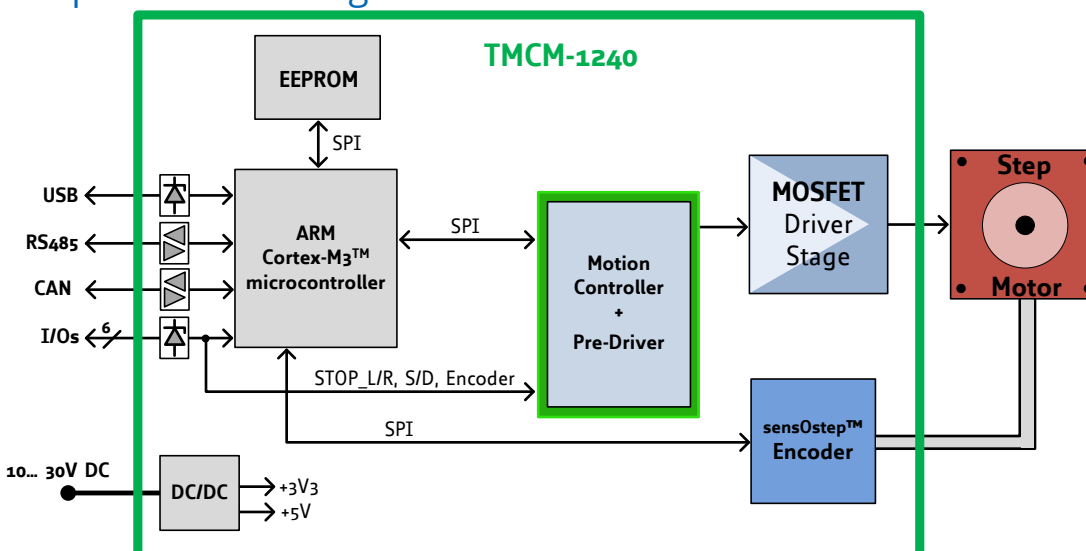 TMCM-1240
EEPROM
SPI
USB
RS485
CAN
I/Os
6
ARM
Cortex-M3™
microcontroller
SPI
Motion
Controller
+
Pre-Driver
MOSFET
Driver
Stage
Step
Motor
STOP_L/R, S/D, Encoder
SPI
sensOstep™
Encoder
10... 30V DC
DC/DC
+3V3
+5V